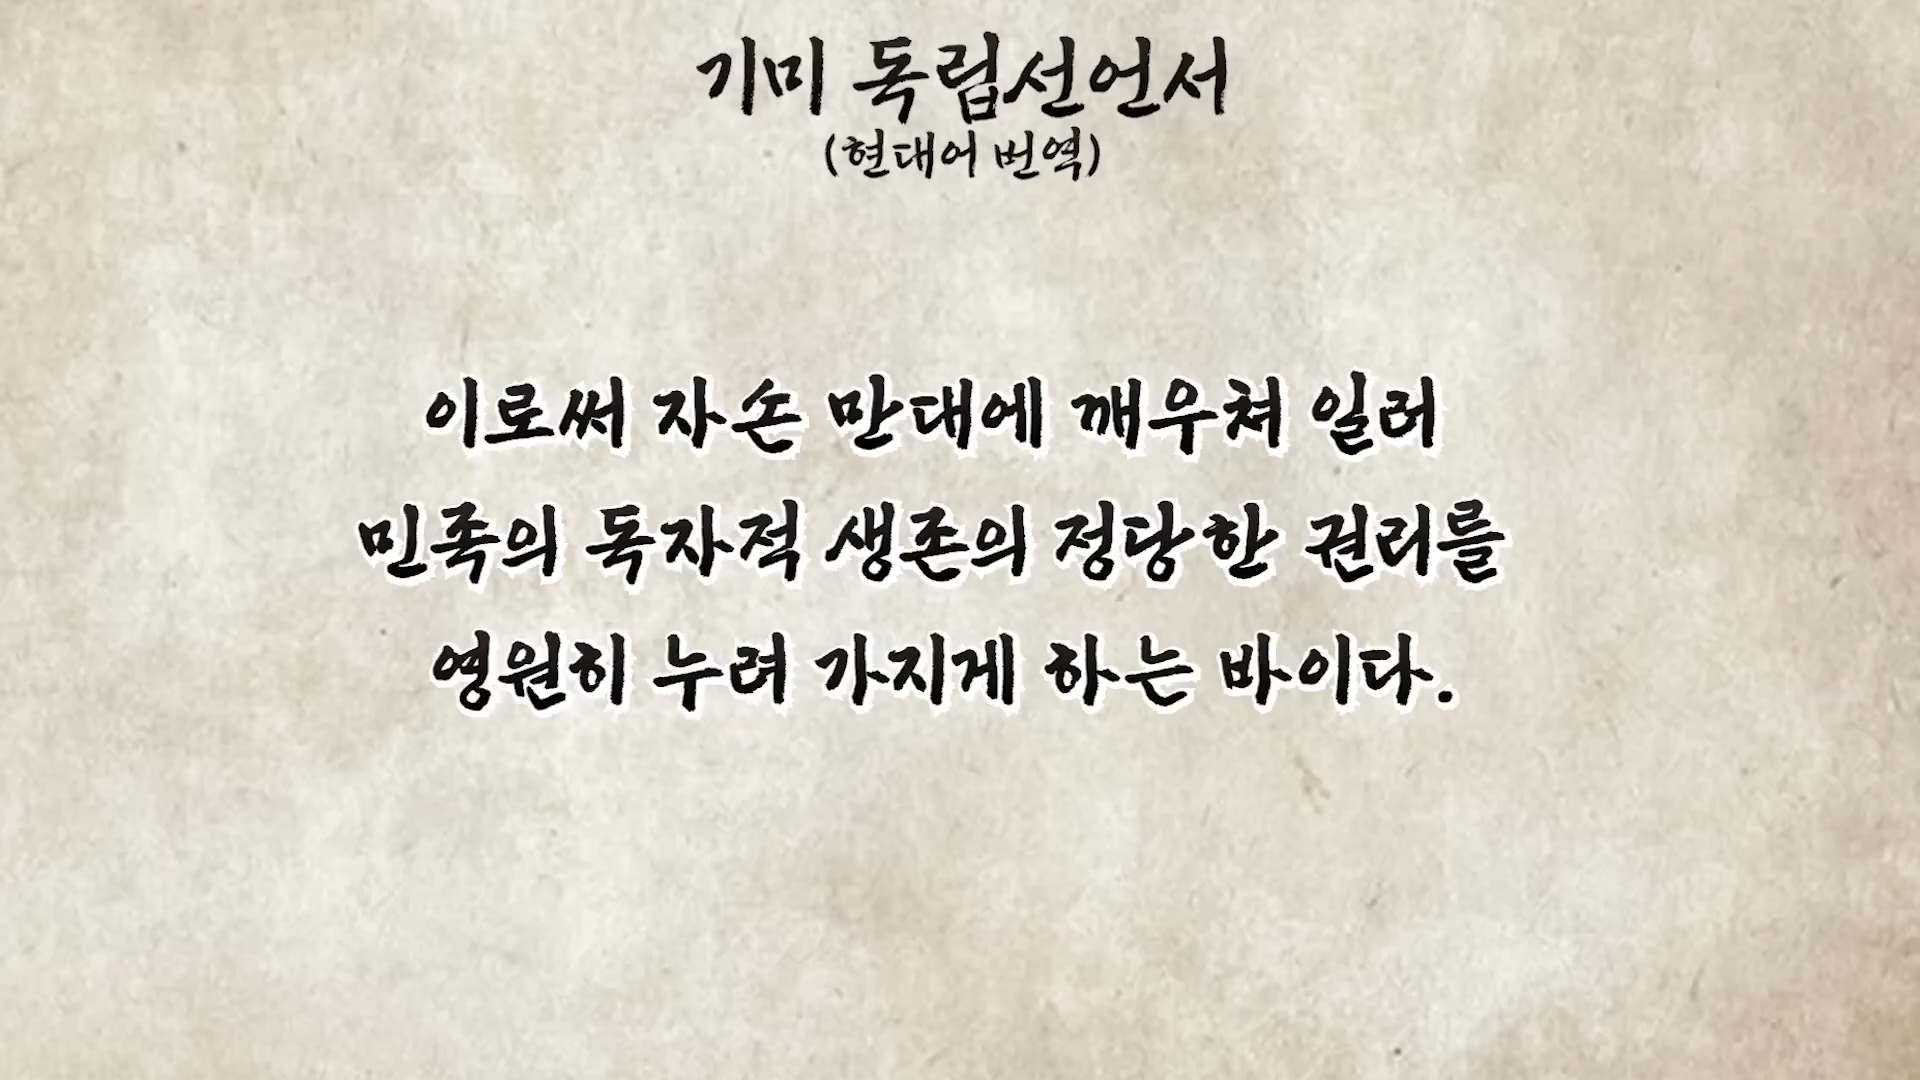 기미 독립선언서
(현대어 번역)
이로써 자손 만대에 깨우쳐 일러
민족의 독자적 생존의 정당한 권리를
영원히 누려 가지게 하는 바이다.